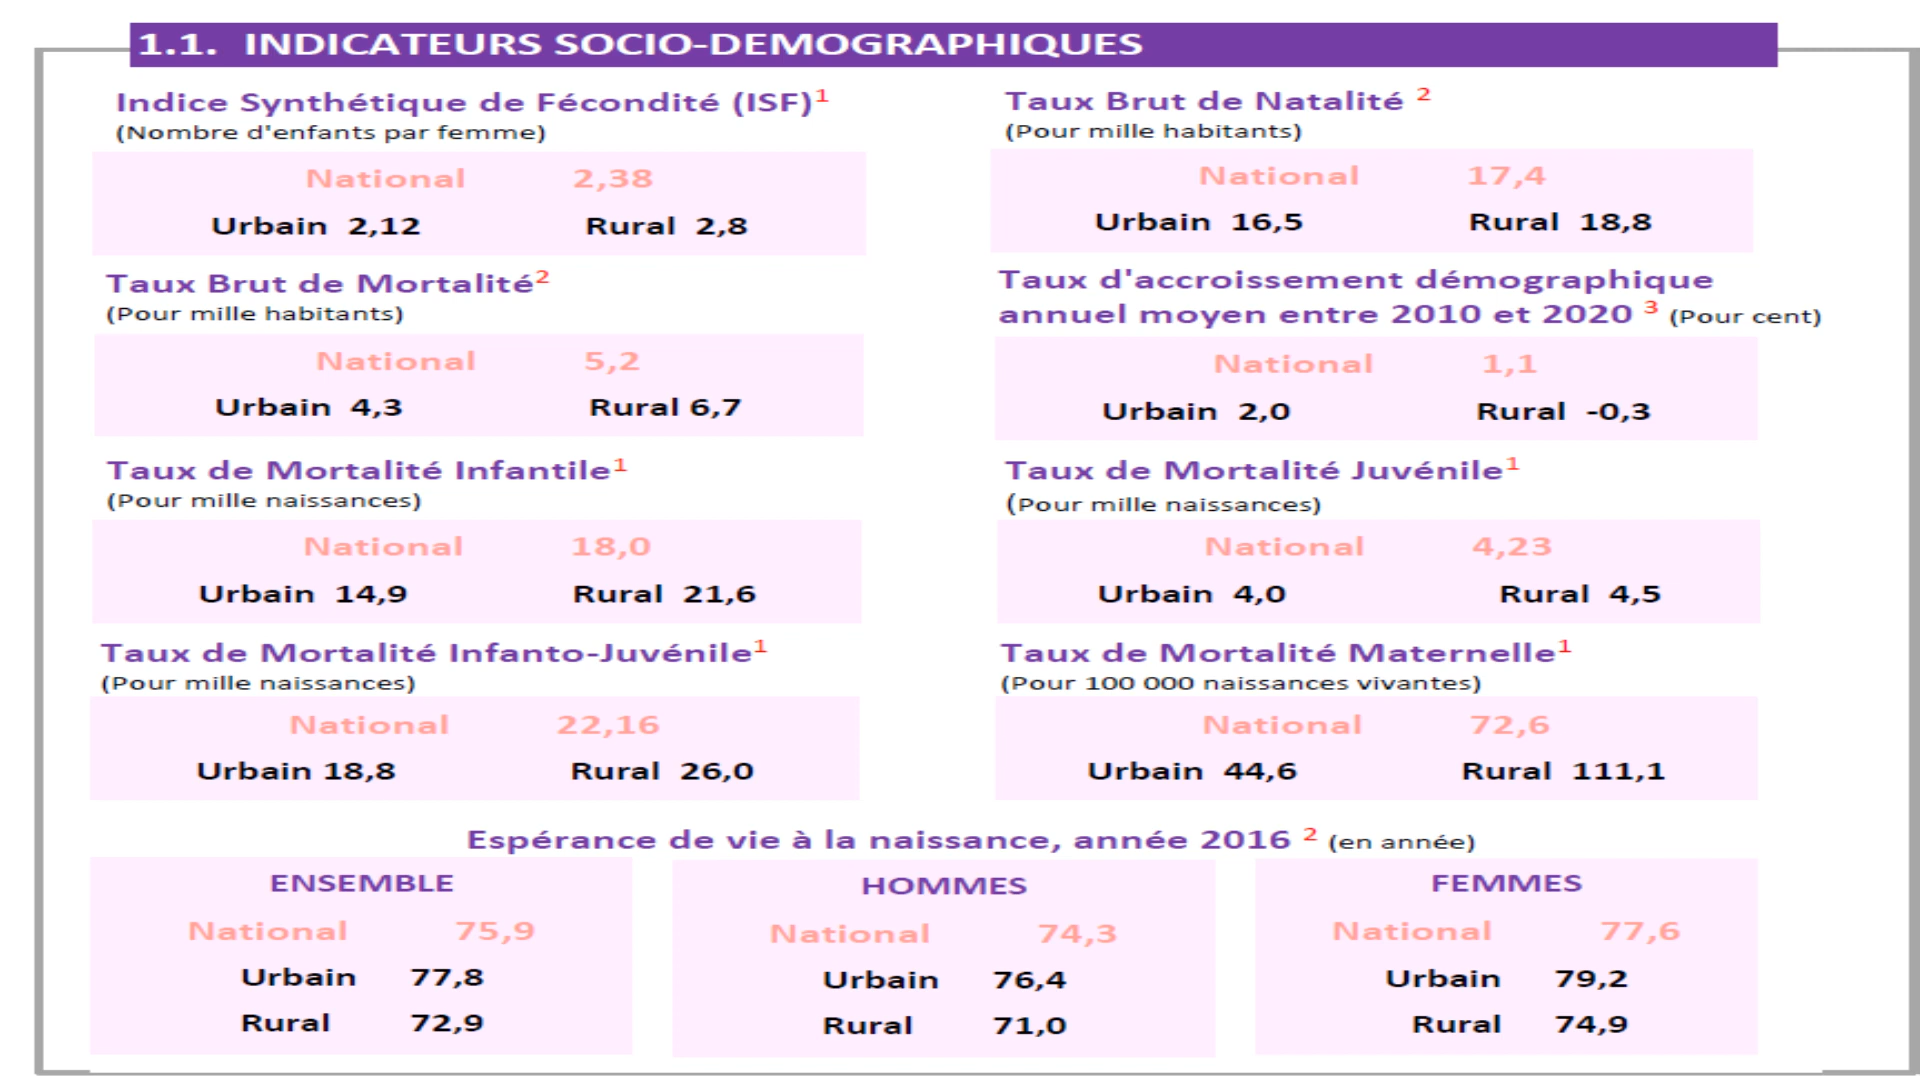 1.1. INDICATEURS SOCIO-DEMOGRAPHIQUES
Indice Synthétique de Fécondité (ISF)1
(Nombre d'enfants par femme)
National 2,38
Urbain 2,12 Rural 2,8
Taux Brut de Natalité 2
(Pour mille habitants)
National 17,4
Urbain 16,5 Rural 18,8
Taux Brut de Mortalité2
(Pour mille habitants)
National 5,2
Urbain 4,3 Rural 6,7
Taux d'accroissement démographique
annuel moyen entre 2010 et 2020 3 (Pour cent)
National 1,1
Urbain 2,0 Rural -0,3
Taux de Mortalité Infantile1
(Pour mille naissances)
National 18,0
Urbain 14,9 Rural 21,6
Taux de Mortalité Juvénile1
(Pour mille naissances)
National 4,23
Urbain 4,0 Rural 4,5
Taux de Mortalité Infanto-Juvénile1
(Pour mille naissances)
National 22,16
Urbain 18,8 Rural 26,0
Taux de Mortalité Maternelle1
(Pour 100 000 naissances vivantes)
National 72,6
Urbain 44,6 Rural 111,1
Espérance de vie à la naissance, année 2016 2 (en année)
ENSEMBLE
National 75,9
Urbain 77,8
Rural 72,9
HOMMES
National 74,3
Urbain 76,4
Rural 71,0
FEMMES
National 77,6
Urbain 79,2
Rural 74,9